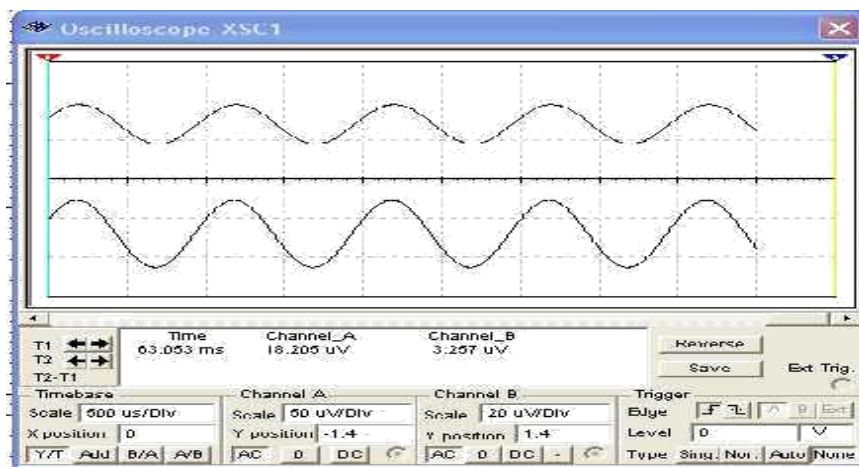 Oscilloscope XSC1
T1
T2
T2-T1
Time Channel_A Channel_B
63.053 ms 18.205 uV 3.257 uV
Reverse
Save
Ext Trig.
Timebase
Scale 500 us/Div
X position 0
Y/T Add B/A A/B
Channel A
Scale 50 uV/Div
Y position -1.4
AC 0 DC
Channel B
Scale 20 uV/Div
Y position 1.4
AC 0 DC -
Trigger
Edge A B Ext
Level 0 V
Type Sing. Nor. Auto None